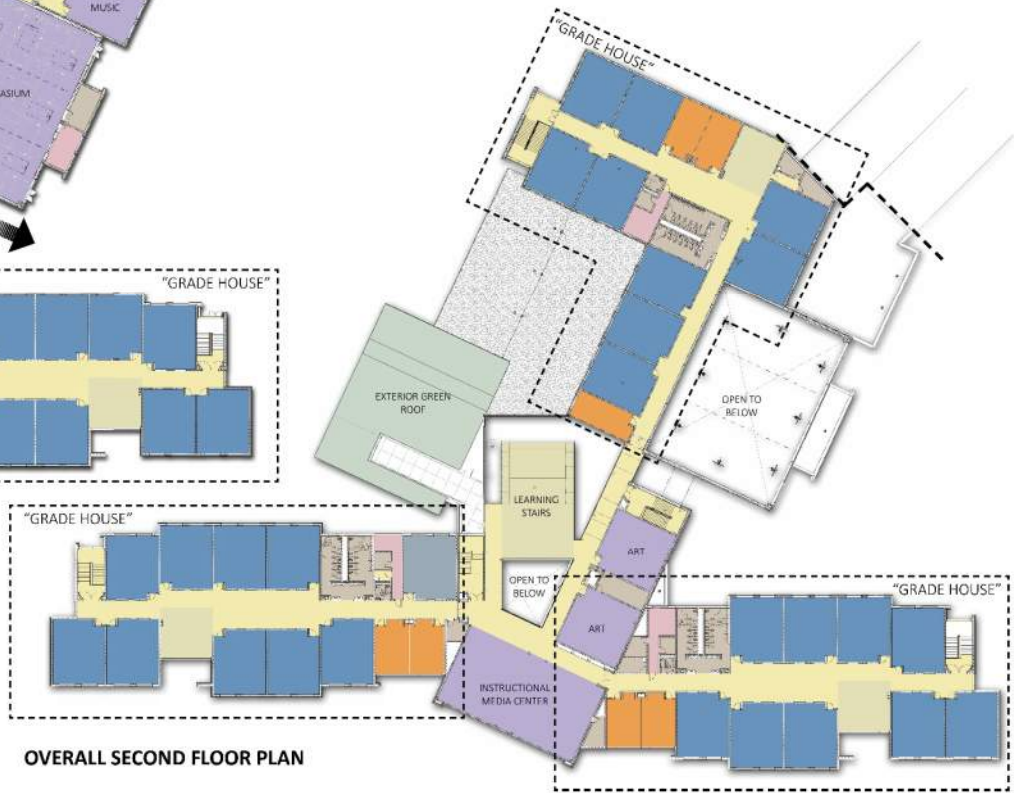 MUSIC
ASIUM
"GRADE HOUSE"
"GRADE HOUSE"
EXTERIOR GREEN
ROOF
OPEN TO
BELOW
LEARNING
STAIRS
"GRADE HOUSE"
ART
OPEN TO
BELOW
"GRADE HOUSE"
ART
INSTRUCTIONAL
MEDIA CENTER
OVERALL SECOND FLOOR PLAN